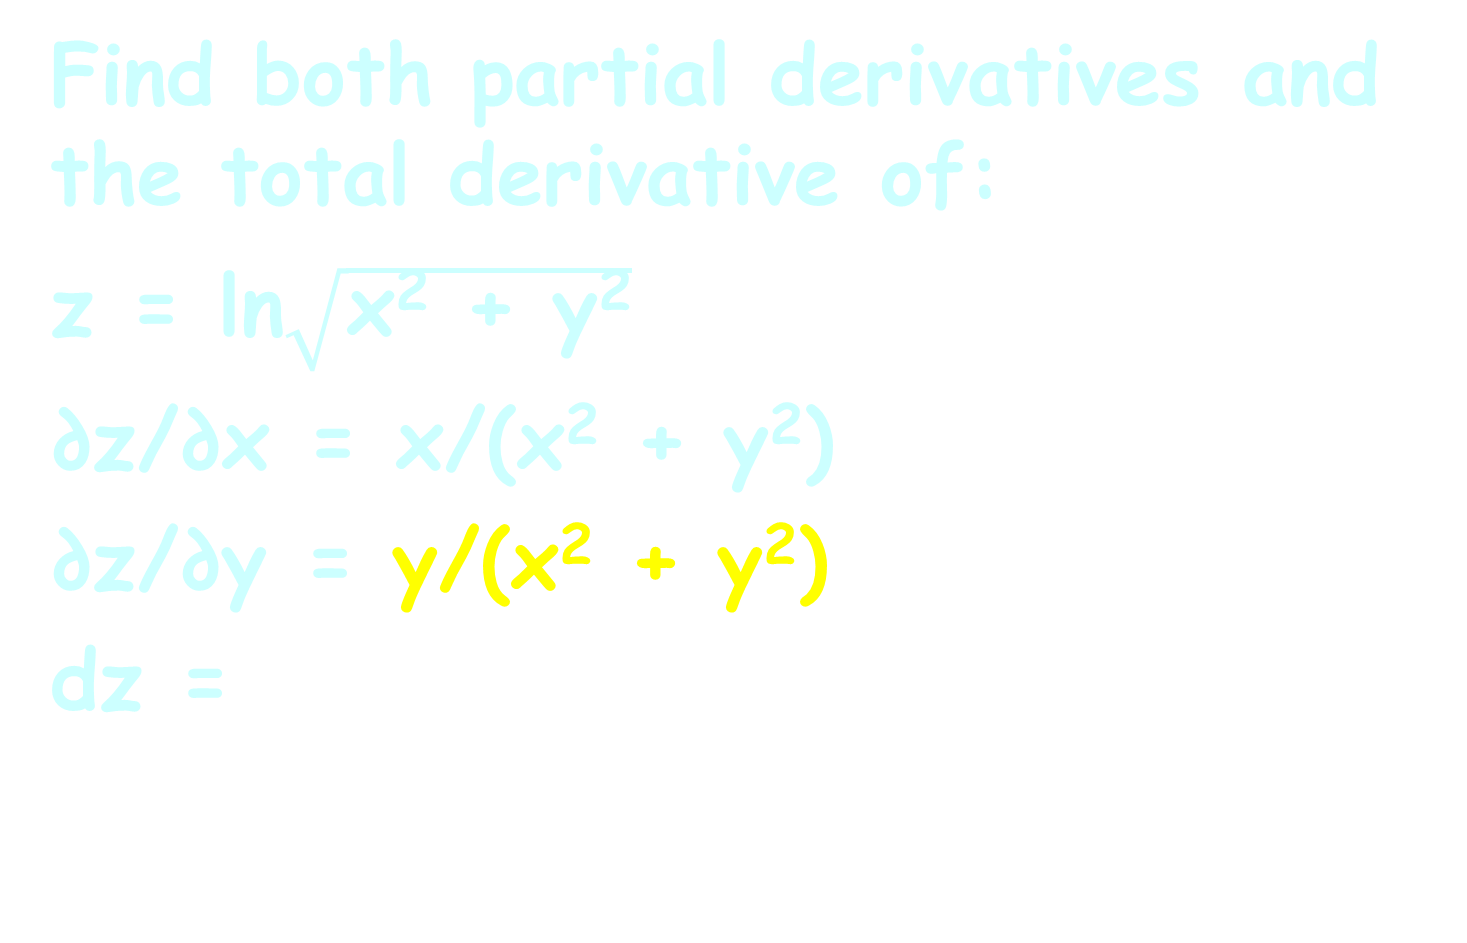 Find both partial derivatives and
the total derivative of:
z = ln√(x² + y²)
∂z/∂x = x/(x² + y²)
∂z/∂y = y/(x² + y²)
dz =